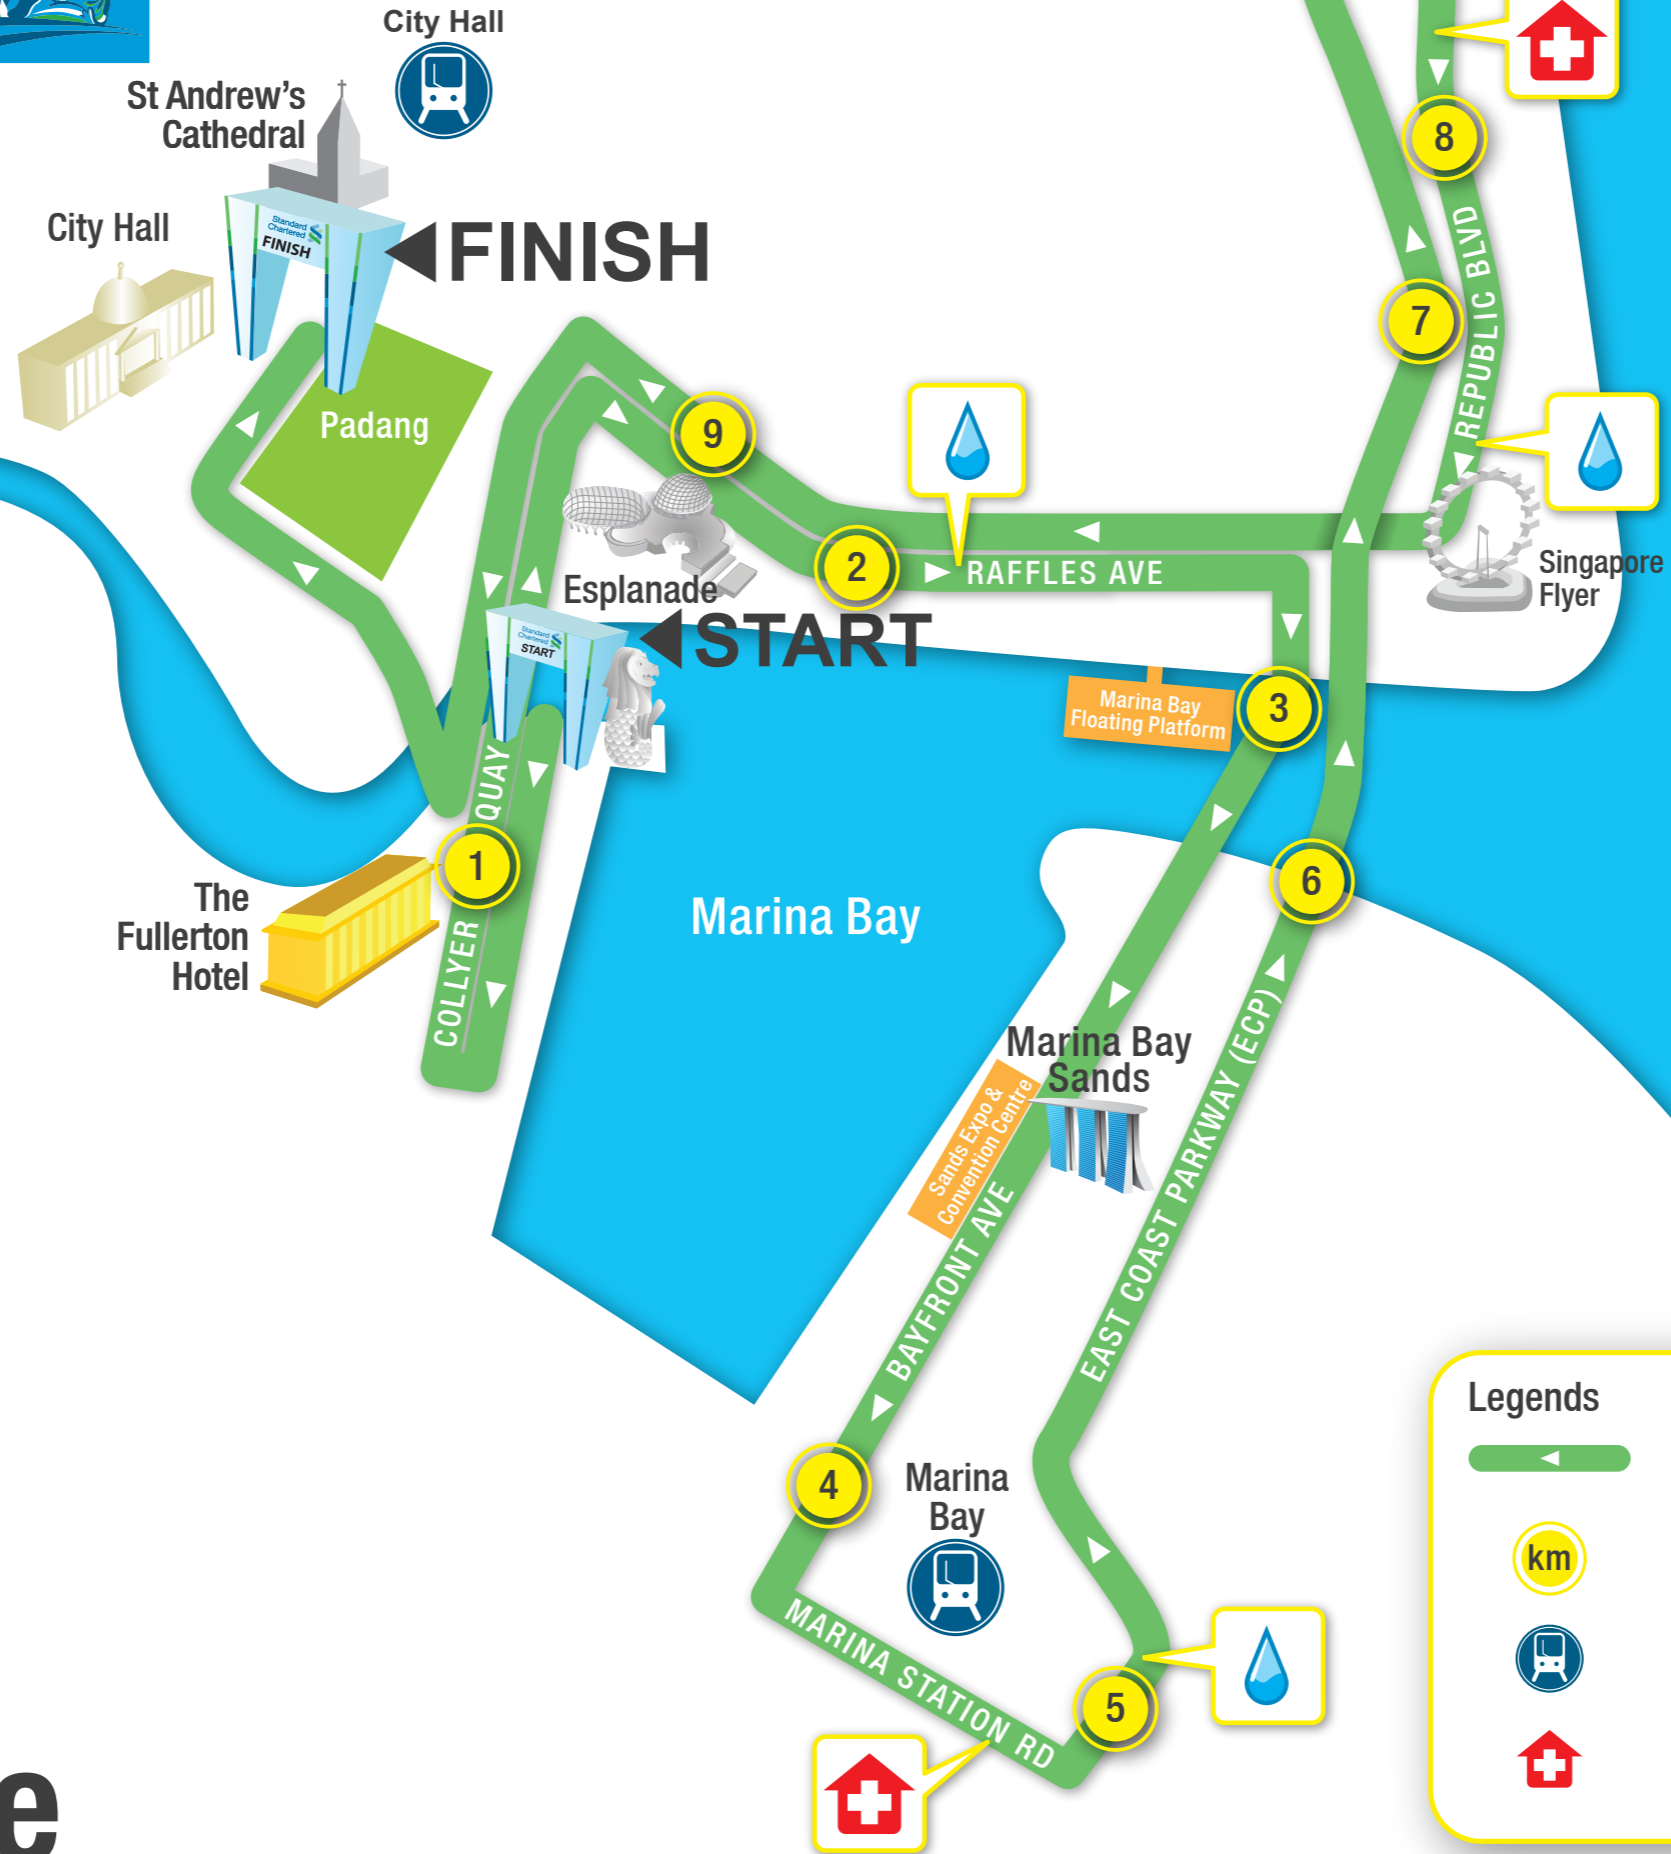 City Hall
St Andrew's
Cathedral
City Hall
Standard
Chartered
FINISH
FINISH
Padang
8
REPUBLIC BLVD
7
9
2
RAFFLES AVE
Esplanade
Singapore
Flyer
Standard
Chartered
START
START
Marina Bay
Floating Platform
3
COLLYER QUAY
1
6
The
Fullerton
Hotel
Marina Bay
Marina Bay
Sands
Sands Expo &
Convention Centre
BAYFRONT AVE
EAST COAST PARKWAY (ECP)
4
Marina
Bay
MARINA STATION RD
5
Legends
km
e